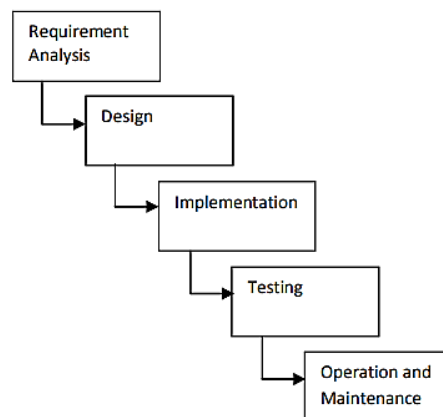 Requirement
Analysis
Design
Implementation
Testing
Operation and
Maintenance